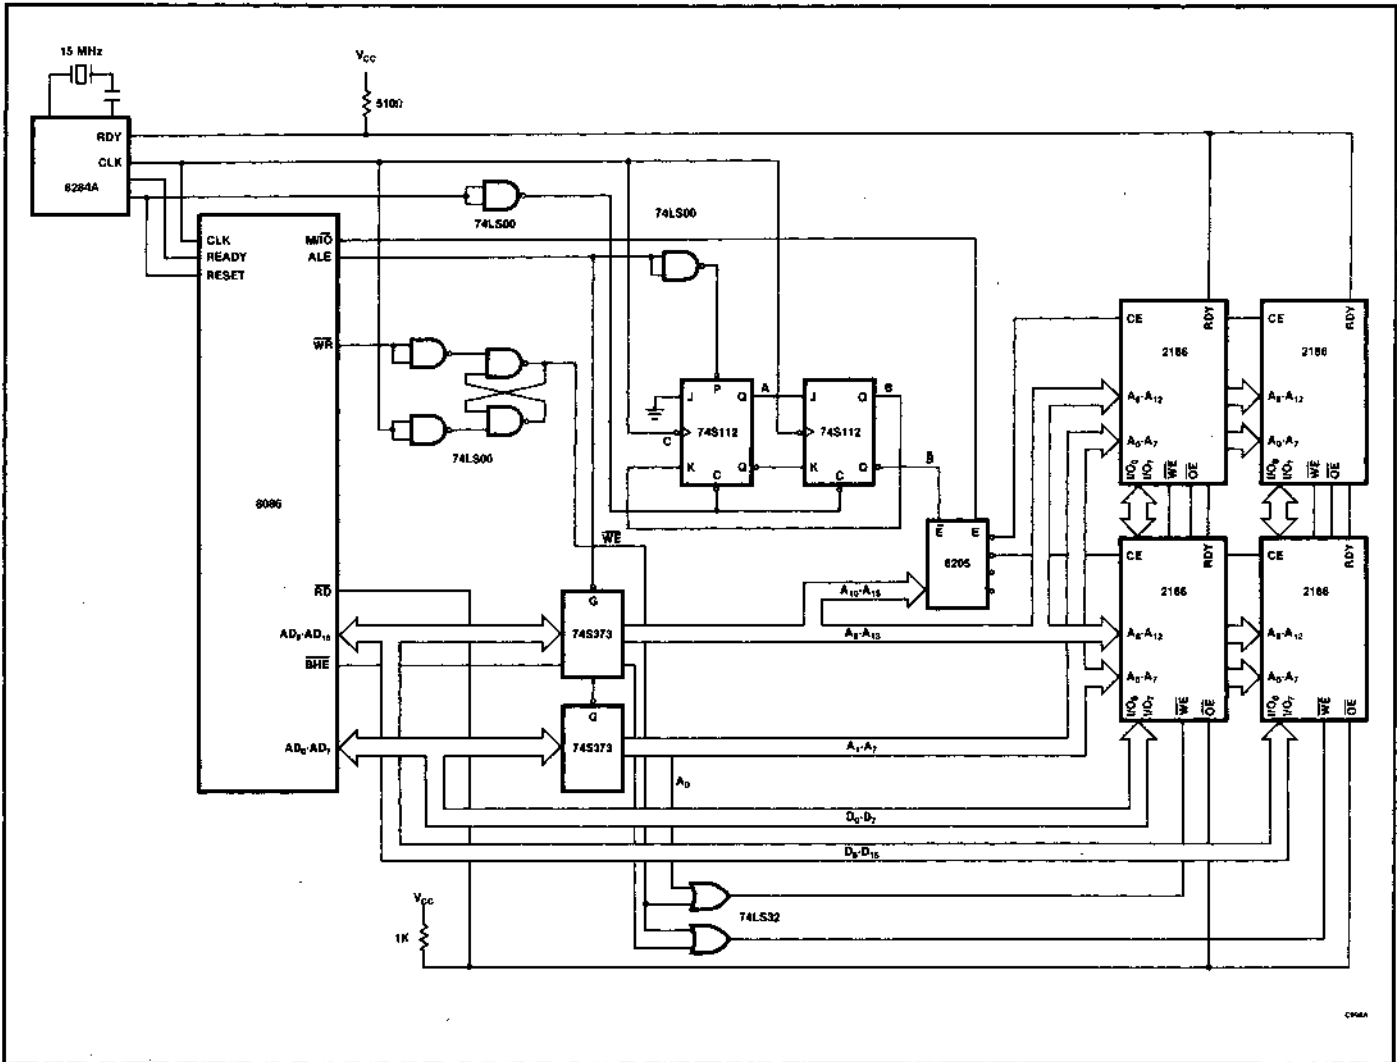 15 MHz
VCC
510Ω
RDY
CLK
8284A
74LS00
74LS00
CLK
READY
RESET
M/IO
ALE
WR
8086
RD
AD8-AD15
BHE
AD0-AD7
74LS00
WE
P
J
Q
A
C
74S112
K
Q
C
J
Q
B
74S112
K
Q
C
B
E
E
8205
G
74S373
G
74S373
A8-A13
A1-A7
A0
D0-D7
D8-D15
74LS32
VCC
1K
CE
RDY
2186
A8-A12
A0-A7
I/O0
I/O7
WE
OE
CE
RDY
2186
A8-A12
A0-A7
I/O0
I/O7
WE
OE
CE
RDY
2186
A8-A12
A0-A7
I/O0
I/O7
WE
OE
CE
RDY
2186
A8-A12
A0-A7
I/O0
I/O7
WE
OE